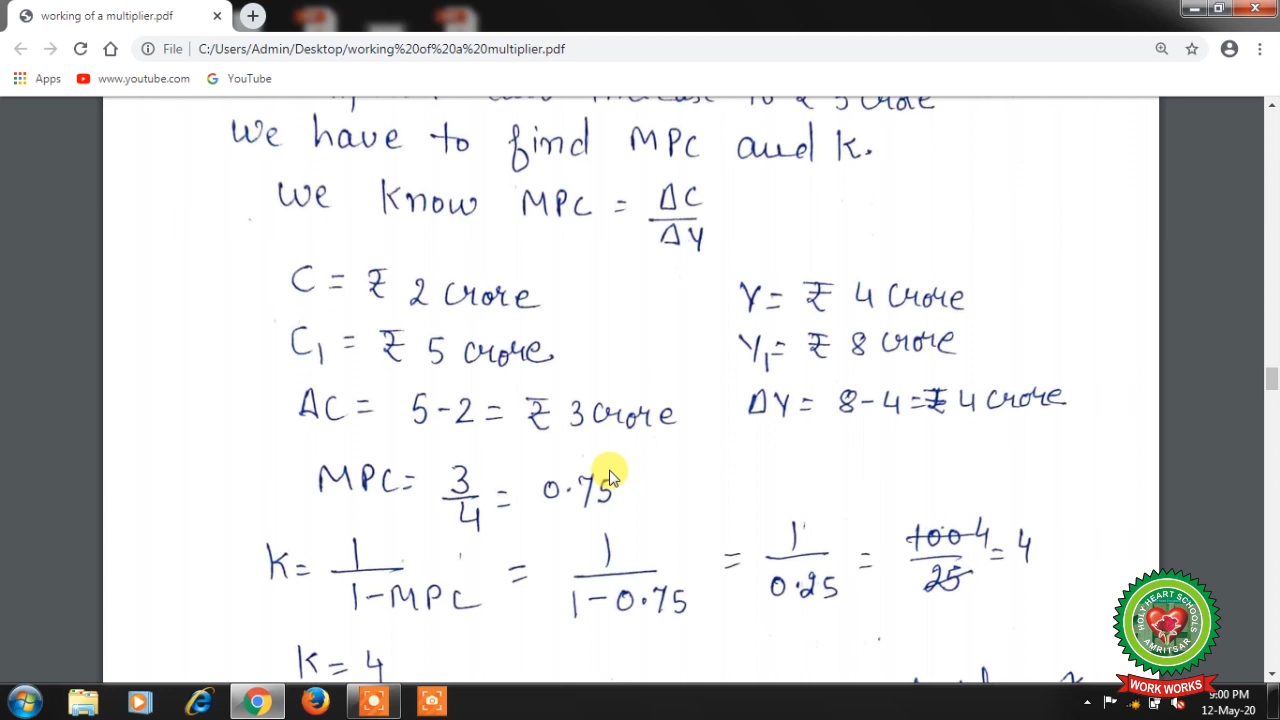 working of a multiplier.pdf
File | C:/Users/Admin/Desktop/working%20of%20a%20multiplier.pdf
Apps www.youtube.com YouTube
to ₹ 5 crore
We have to find MPC and K.
We know MPC = ΔC/ΔY
C = ₹ 2 crore Y = ₹ 4 crore
C₁ = ₹ 5 crore Y₁ = ₹ 8 crore
ΔC = 5 - 2 = ₹ 3 crore ΔY = 8 - 4 = ₹ 4 crore
MPC = 3/4 = 0.75
K = 1/1-MPC = 1/1-0.75 = 1/0.25 = 100 4/25 = 4
K = 4
HOLY HEART SCHOOLS
AMRITSAR
WORK WORKS
9:00 PM
12-May-20